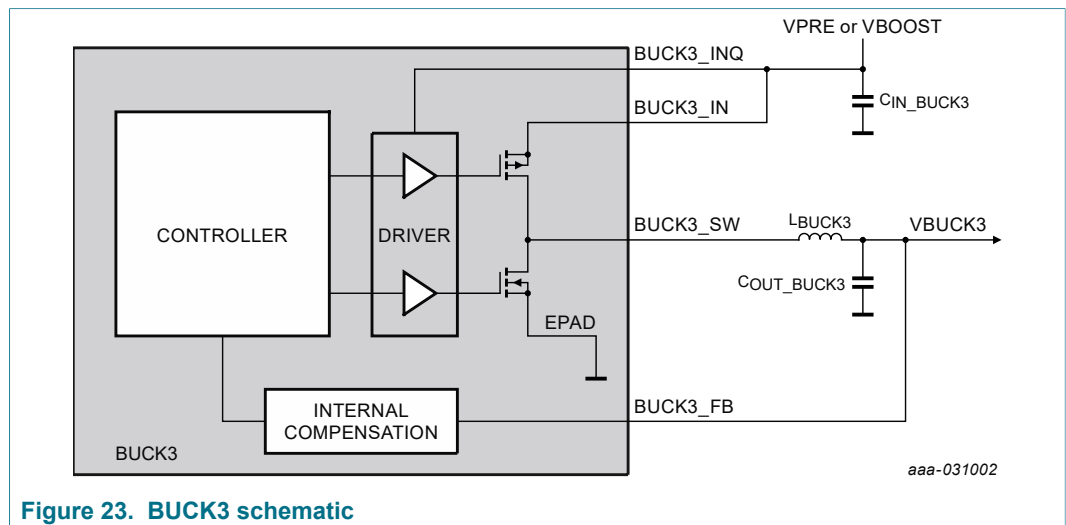 VPRE or VBOOST
BUCK3_INQ
BUCK3_IN
CIN_BUCK3
CONTROLLER
DRIVER
BUCK3_SW
LBUCK3
VBUCK3
COUT_BUCK3
EPAD
INTERNAL
COMPENSATION
BUCK3_FB
BUCK3
aaa-031002
Figure 23. BUCK3 schematic